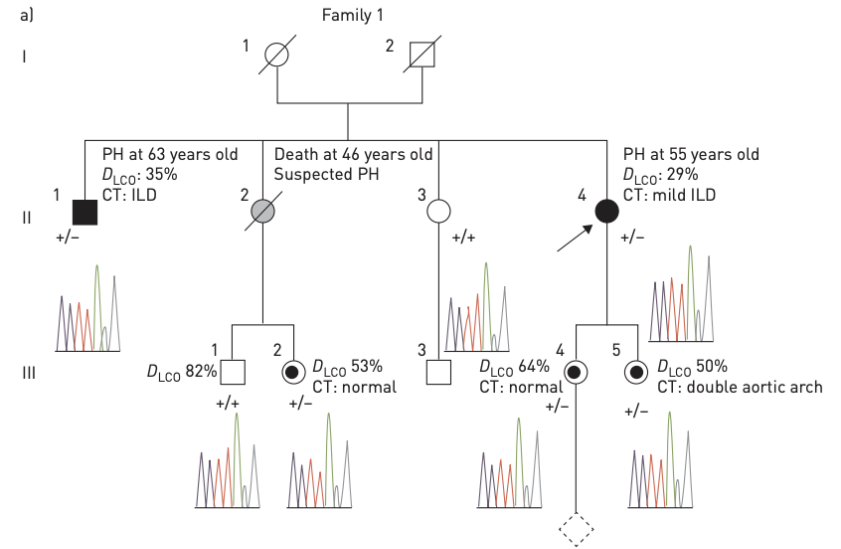 a)
Family 1
I
1
2
PH at 63 years old
DLCO: 35%
CT: ILD
Death at 46 years old
Suspected PH
PH at 55 years old
DLCO: 29%
CT: mild ILD
II
1
2
3
4
+/–
+/+
+/–
III
1
2
3
4
5
DLCO 82%
DLCO 53%
CT: normal
DLCO 64%
CT: normal
DLCO 50%
CT: double aortic arch
+/+
+/–
+/–
+/–